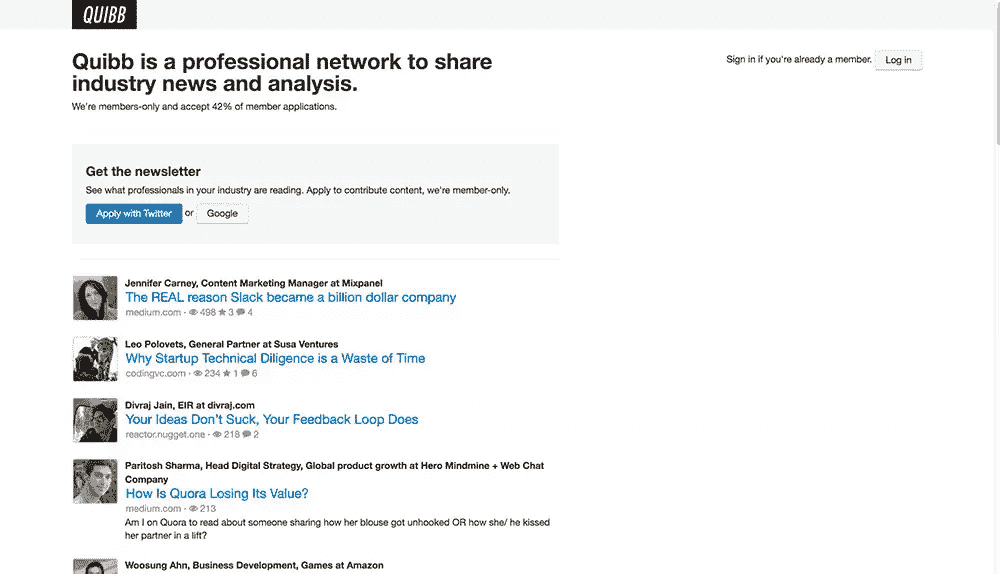 QUIBB
Quibb is a professional network to share
industry news and analysis.
We're members-only and accept 42% of member applications.
Sign in if you're already a member. Log in
Get the newsletter
See what professionals in your industry are reading. Apply to contribute content, we're member-only.
Apply with Twitter or Google
Jennifer Carney, Content Marketing Manager at Mixpanel
The REAL reason Slack became a billion dollar company
medium.com · 498 3 4
Leo Polovets, General Partner at Susa Ventures
Why Startup Technical Diligence is a Waste of Time
codingvc.com · 234 1 6
Divraj Jain, EIR at divraj.com
Your Ideas Don't Suck, Your Feedback Loop Does
reactor.nugget.one · 218 2
Paritosh Sharma, Head Digital Strategy, Global product growth at Hero Mindmine + Web Chat
Company
How Is Quora Losing Its Value?
medium.com · 213
Am I on Quora to read about someone sharing how her blouse got unhooked OR how she/ he kissed
her partner in a lift?
Woosung Ahn, Business Development, Games at Amazon